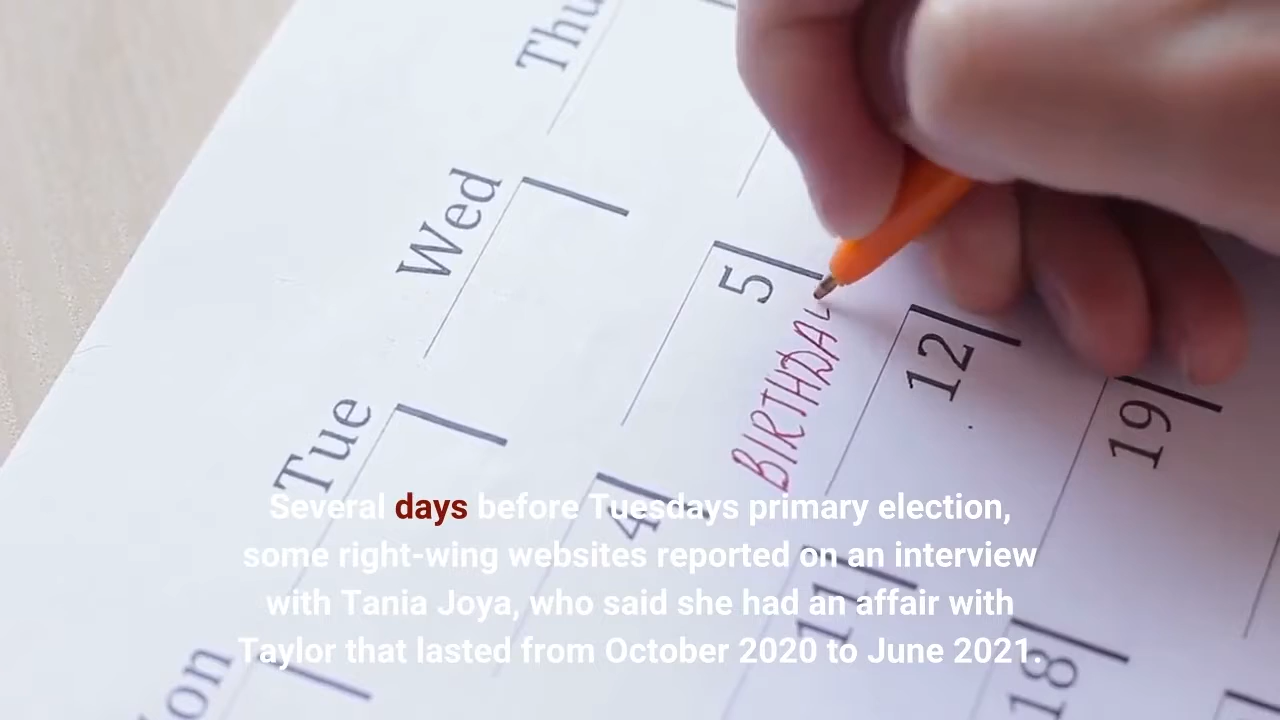 Thu
Wed
Tue
5
BIRTHDA
12
19
4
11
18
Several days before Tuesdays primary election,
some right-wing websites reported on an interview
with Tania Joya, who said she had an affair with
Taylor that lasted from October 2020 to June 2021.
on